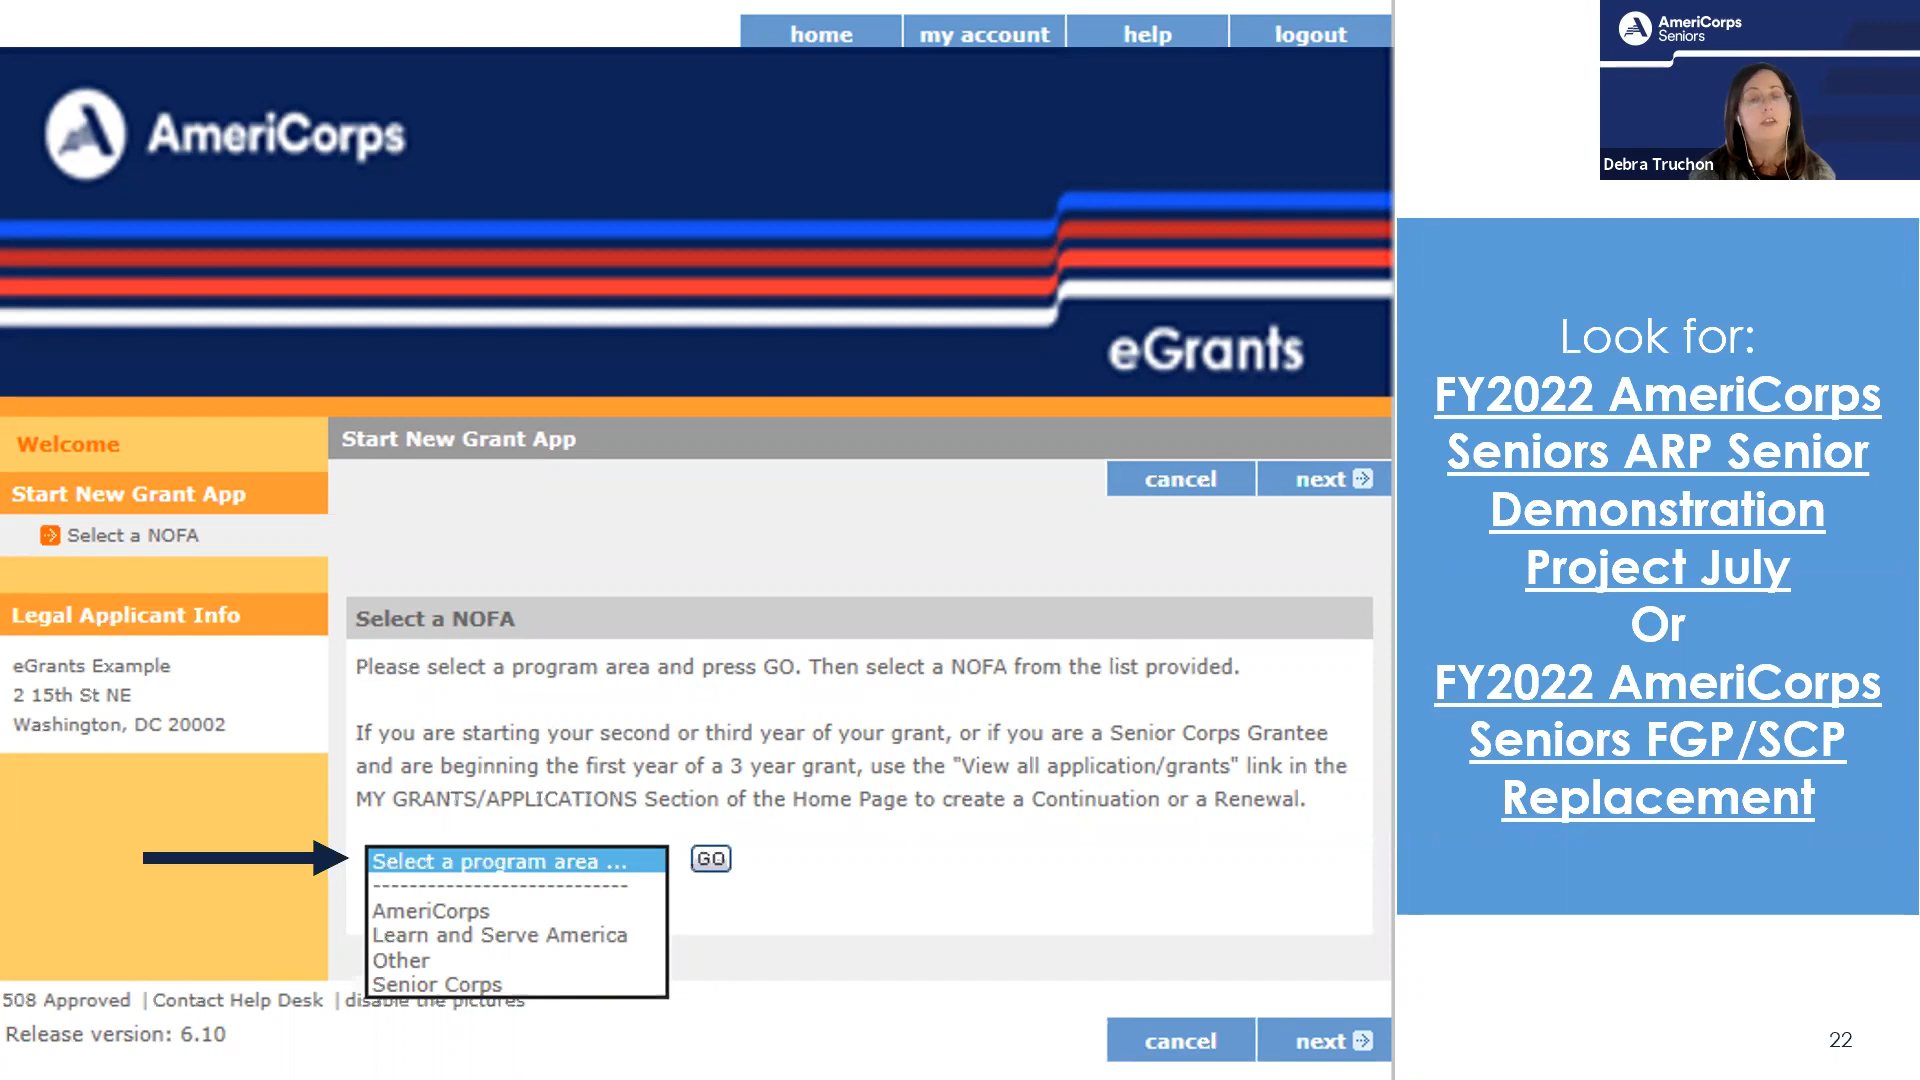 home
my account
help
logout
AmeriCorps
eGrants
Welcome
Start New Grant App
Select a NOFA
Legal Applicant Info
eGrants Example
2 15th St NE
Washington, DC 20002
Start New Grant App
cancel
next
Select a NOFA
Please select a program area and press GO. Then select a NOFA from the list provided.
If you are starting your second or third year of your grant, or if you are a Senior Corps Grantee
and are beginning the first year of a 3 year grant, use the "View all application/grants" link in the
MY GRANTS/APPLICATIONS Section of the Home Page to create a Continuation or a Renewal.
Select a program area ...
GO
----------------------------
AmeriCorps
Learn and Serve America
Other
Senior Corps
508 Approved | Contact Help Desk | disable the pictures
Release version: 6.10
cancel
next
AmeriCorps
Seniors
Debra Truchon
Look for:
FY2022 AmeriCorps
Seniors ARP Senior
Demonstration
Project July
Or
FY2022 AmeriCorps
Seniors FGP/SCP
Replacement
22